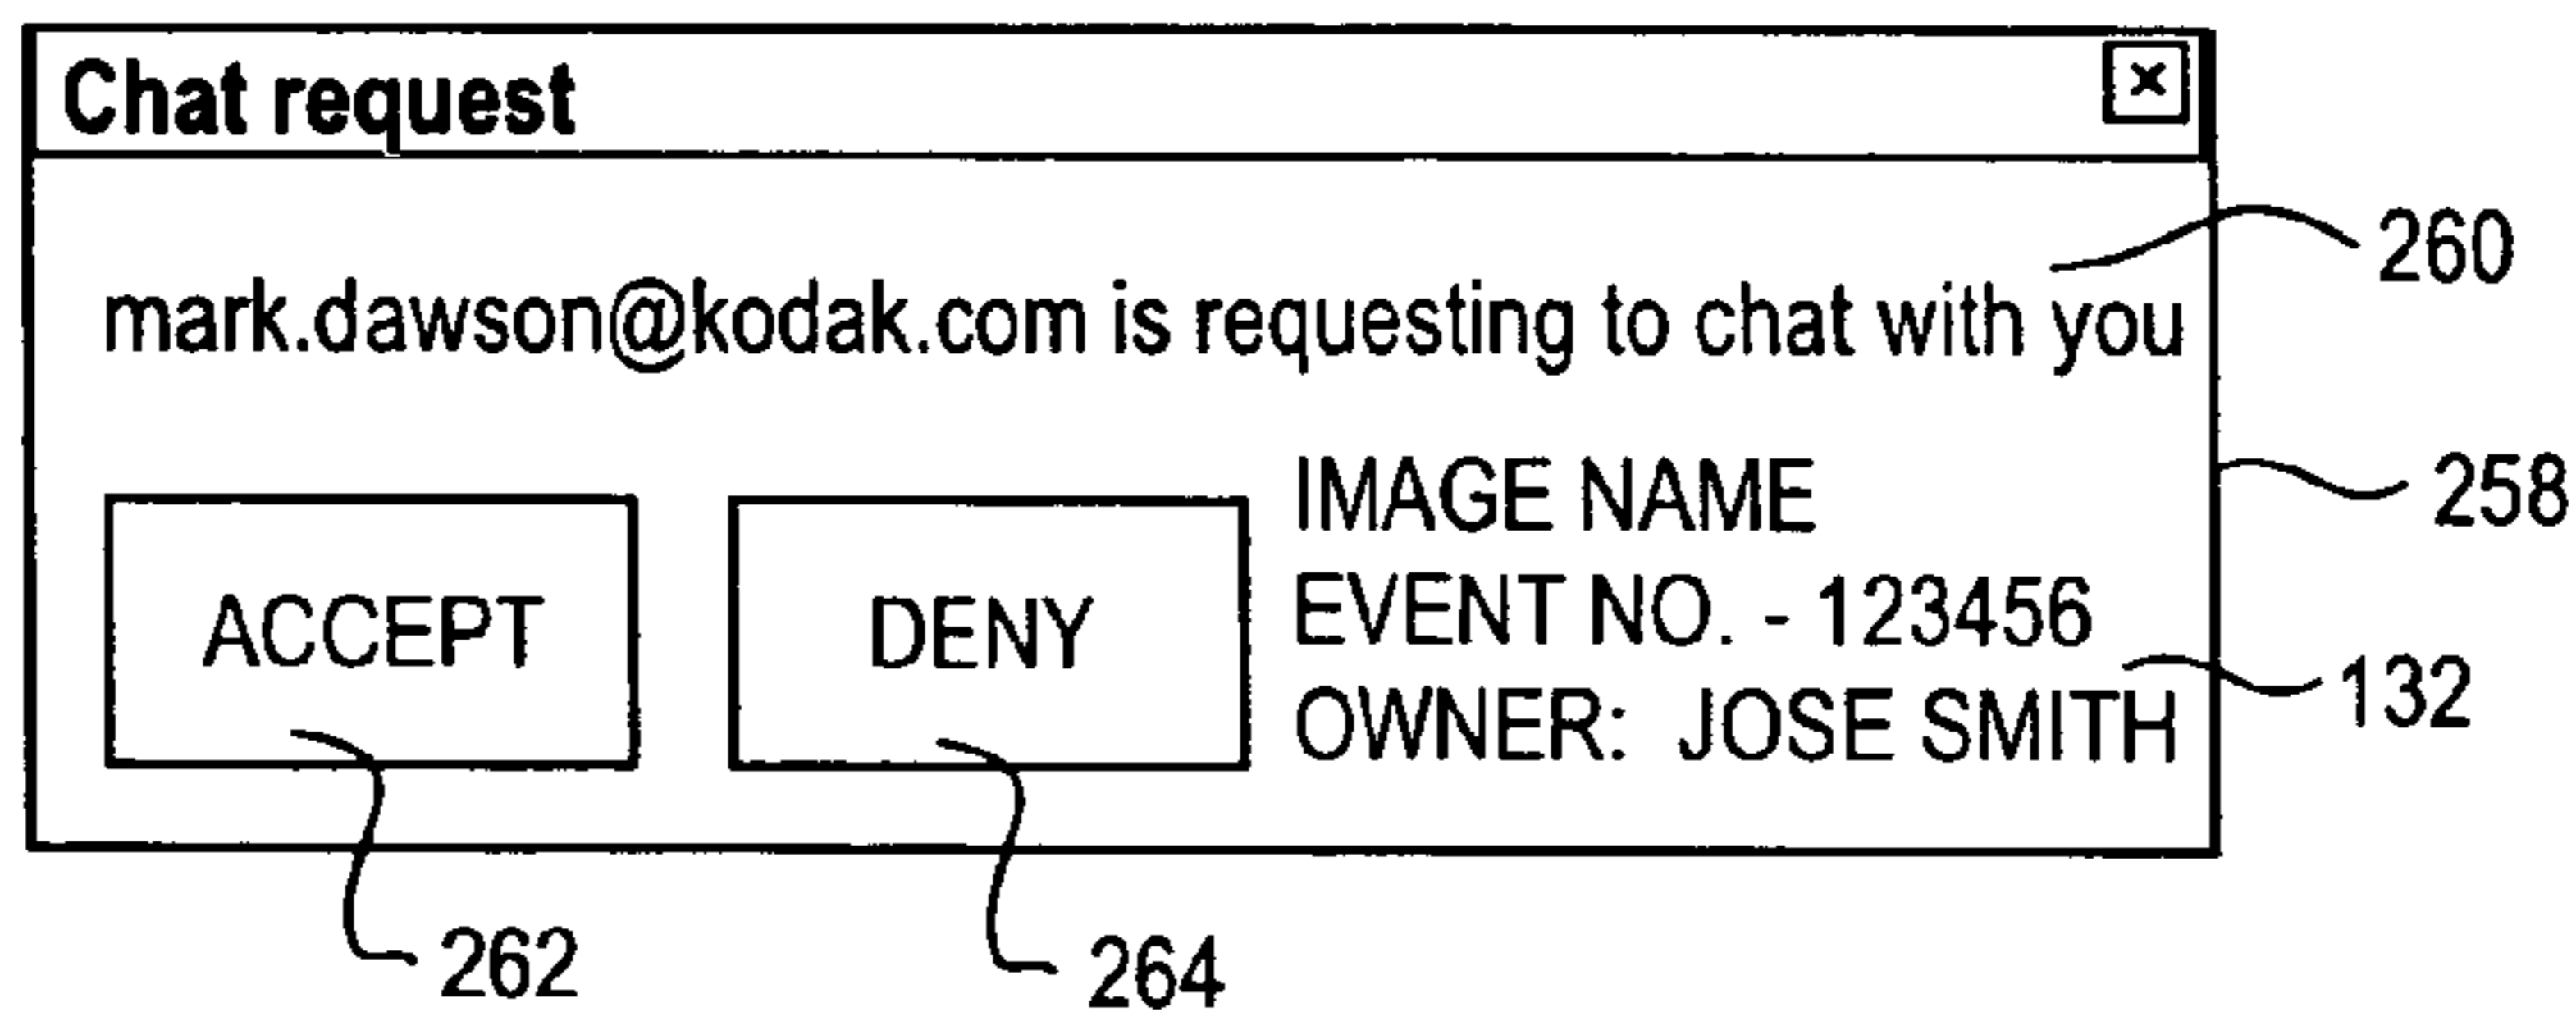 Chat request x
260
mark.dawson@kodak.com is requesting to chat with you
IMAGE NAME
258
ACCEPT DENY EVENT NO. - 123456
OWNER: JOSE SMITH 132
262 264